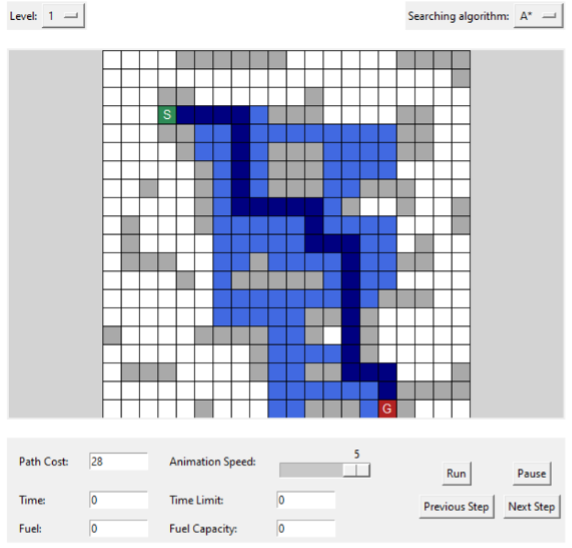 Level: 1 Searching algorithm: A*
S
G
Path Cost: 28 Animation Speed: 5
Run Pause
Time: 0 Time Limit: 0
Previous Step Next Step
Fuel: 0 Fuel Capacity: 0